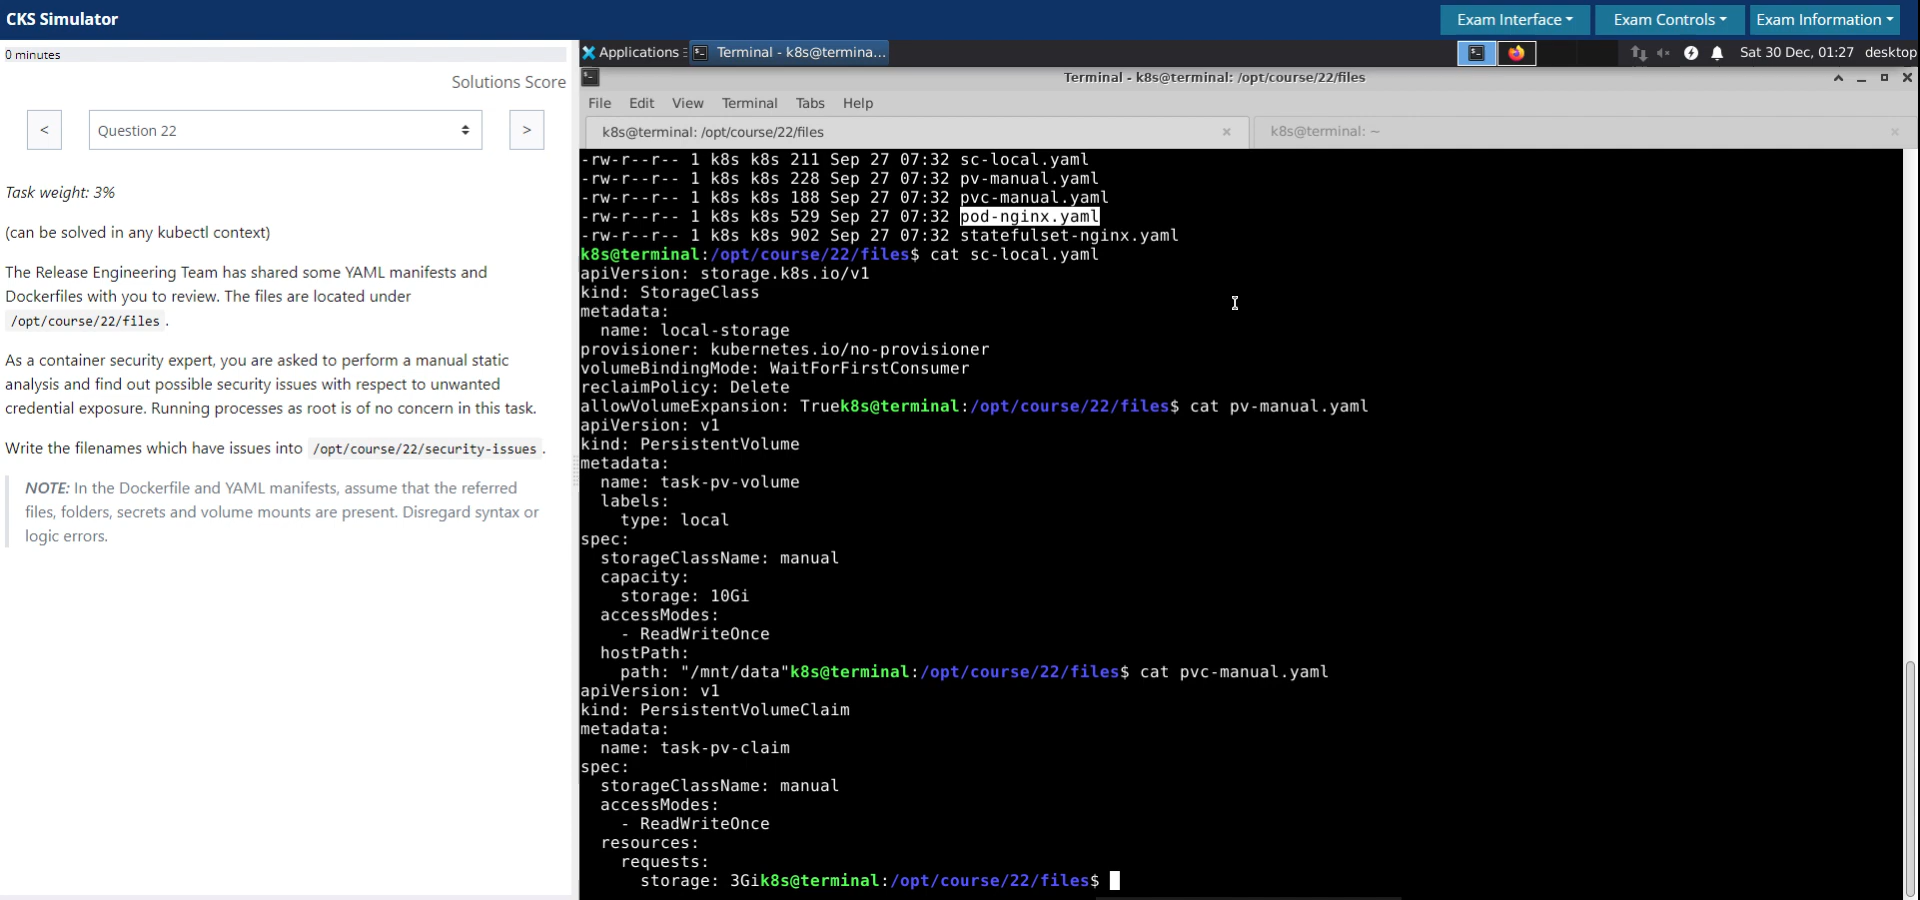 CKS Simulator
Exam Interface
Exam Controls
Exam Information
0 minutes
Solutions Score
<
Question 22
>
Task weight: 3%
(can be solved in any kubectl context)
The Release Engineering Team has shared some YAML manifests and
Dockerfiles with you to review. The files are located under
/opt/course/22/files .
As a container security expert, you are asked to perform a manual static
analysis and find out possible security issues with respect to unwanted
credential exposure. Running processes as root is of no concern in this task.
Write the filenames which have issues into /opt/course/22/security-issues .
NOTE: In the Dockerfile and YAML manifests, assume that the referred
files, folders, secrets and volume mounts are present. Disregard syntax or
logic errors.
Applications
Terminal - k8s@termina...
Sat 30 Dec, 01:27
desktop
Terminal - k8s@terminal: /opt/course/22/files
File Edit View Terminal Tabs Help
k8s@terminal: /opt/course/22/files
k8s@terminal: ~
-rw-r--r-- 1 k8s k8s 211 Sep 27 07:32 sc-local.yaml
-rw-r--r-- 1 k8s k8s 228 Sep 27 07:32 pv-manual.yaml
-rw-r--r-- 1 k8s k8s 188 Sep 27 07:32 pvc-manual.yaml
-rw-r--r-- 1 k8s k8s 529 Sep 27 07:32 pod-nginx.yaml
-rw-r--r-- 1 k8s k8s 902 Sep 27 07:32 statefulset-nginx.yaml
k8s@terminal:/opt/course/22/files$ cat sc-local.yaml
apiVersion: storage.k8s.io/v1
kind: StorageClass
metadata:
  name: local-storage
provisioner: kubernetes.io/no-provisioner
volumeBindingMode: WaitForFirstConsumer
reclaimPolicy: Delete
allowVolumeExpansion: Truek8s@terminal:/opt/course/22/files$ cat pv-manual.yaml
apiVersion: v1
kind: PersistentVolume
metadata:
  name: task-pv-volume
  labels:
    type: local
spec:
  storageClassName: manual
  capacity:
    storage: 10Gi
  accessModes:
    - ReadWriteOnce
  hostPath:
    path: "/mnt/data"k8s@terminal:/opt/course/22/files$ cat pvc-manual.yaml
apiVersion: v1
kind: PersistentVolumeClaim
metadata:
  name: task-pv-claim
spec:
  storageClassName: manual
  accessModes:
    - ReadWriteOnce
  resources:
    requests:
      storage: 3Gik8s@terminal:/opt/course/22/files$